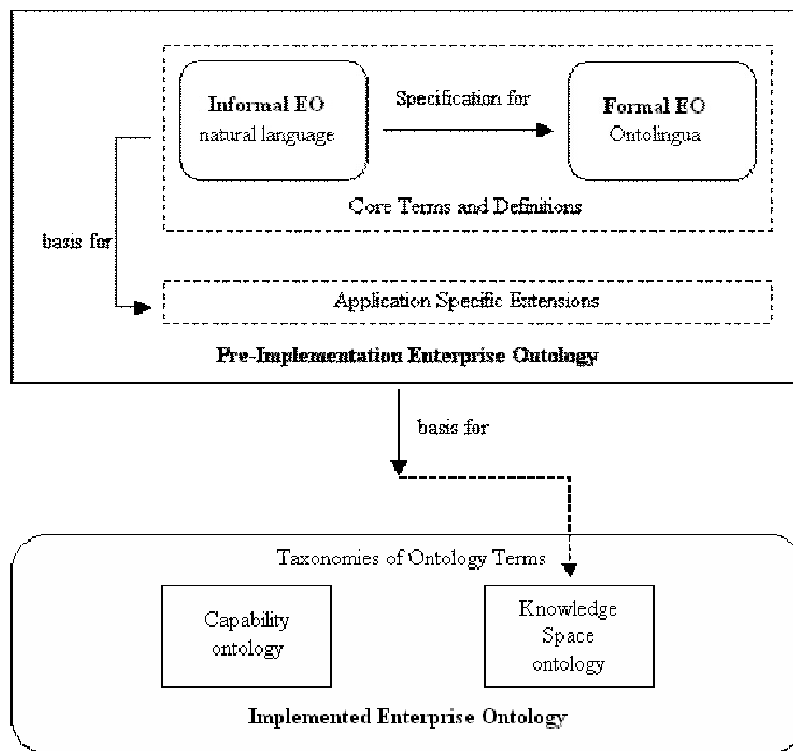 Informal EO
natural language
Specification for
Formal EO
Ontolingua
Core Terms and Definitions
basis for
Application Specific Extensions
Pre-Implementation Enterprise Ontology
basis for
Taxonomies of Ontology Terms
Capability
ontology
Knowledge
Space
ontology
Implemented Enterprise Ontology